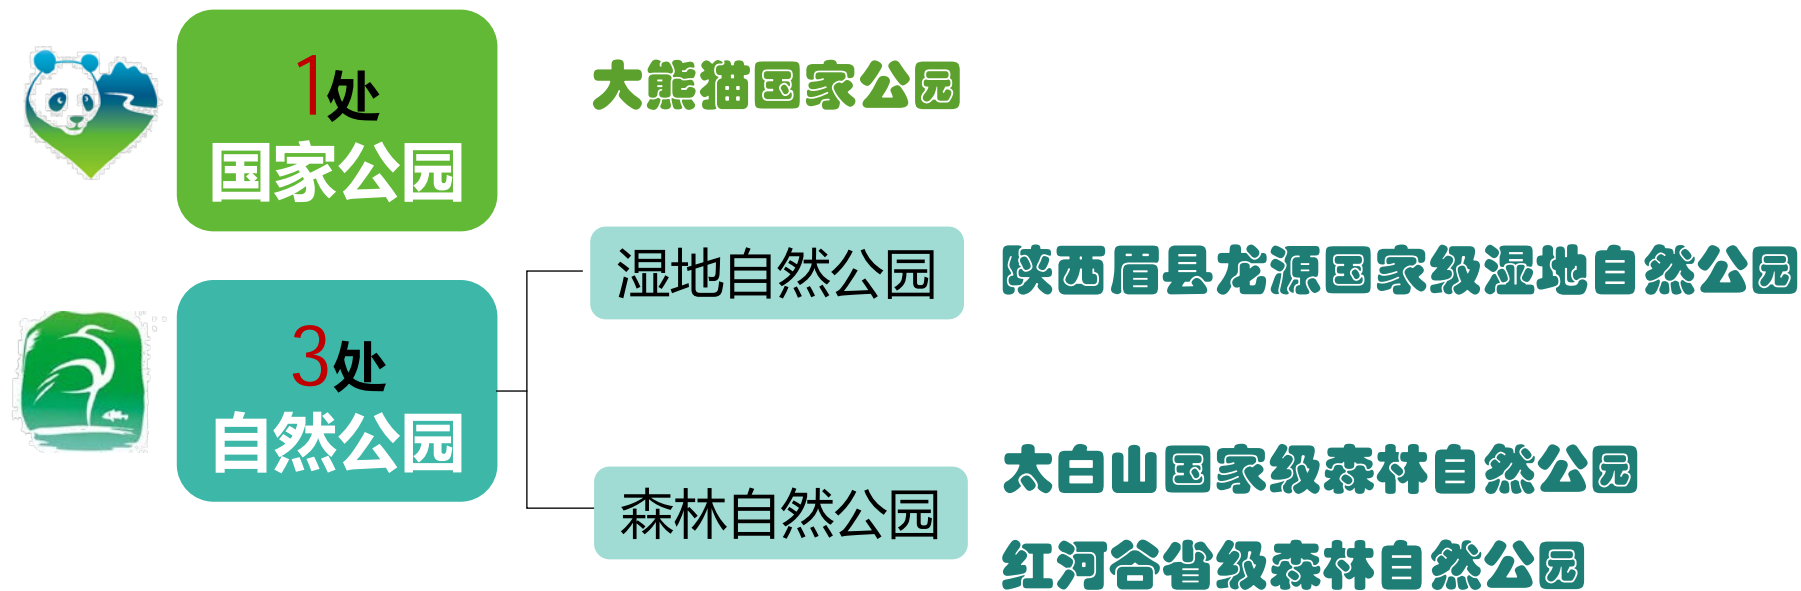 1处
国家公园
大熊猫国家公园
3处
自然公园
湿地自然公园
陕西眉县龙源国家级湿地自然公园
森林自然公园
太白山国家级森林自然公园
红河谷省级森林自然公园